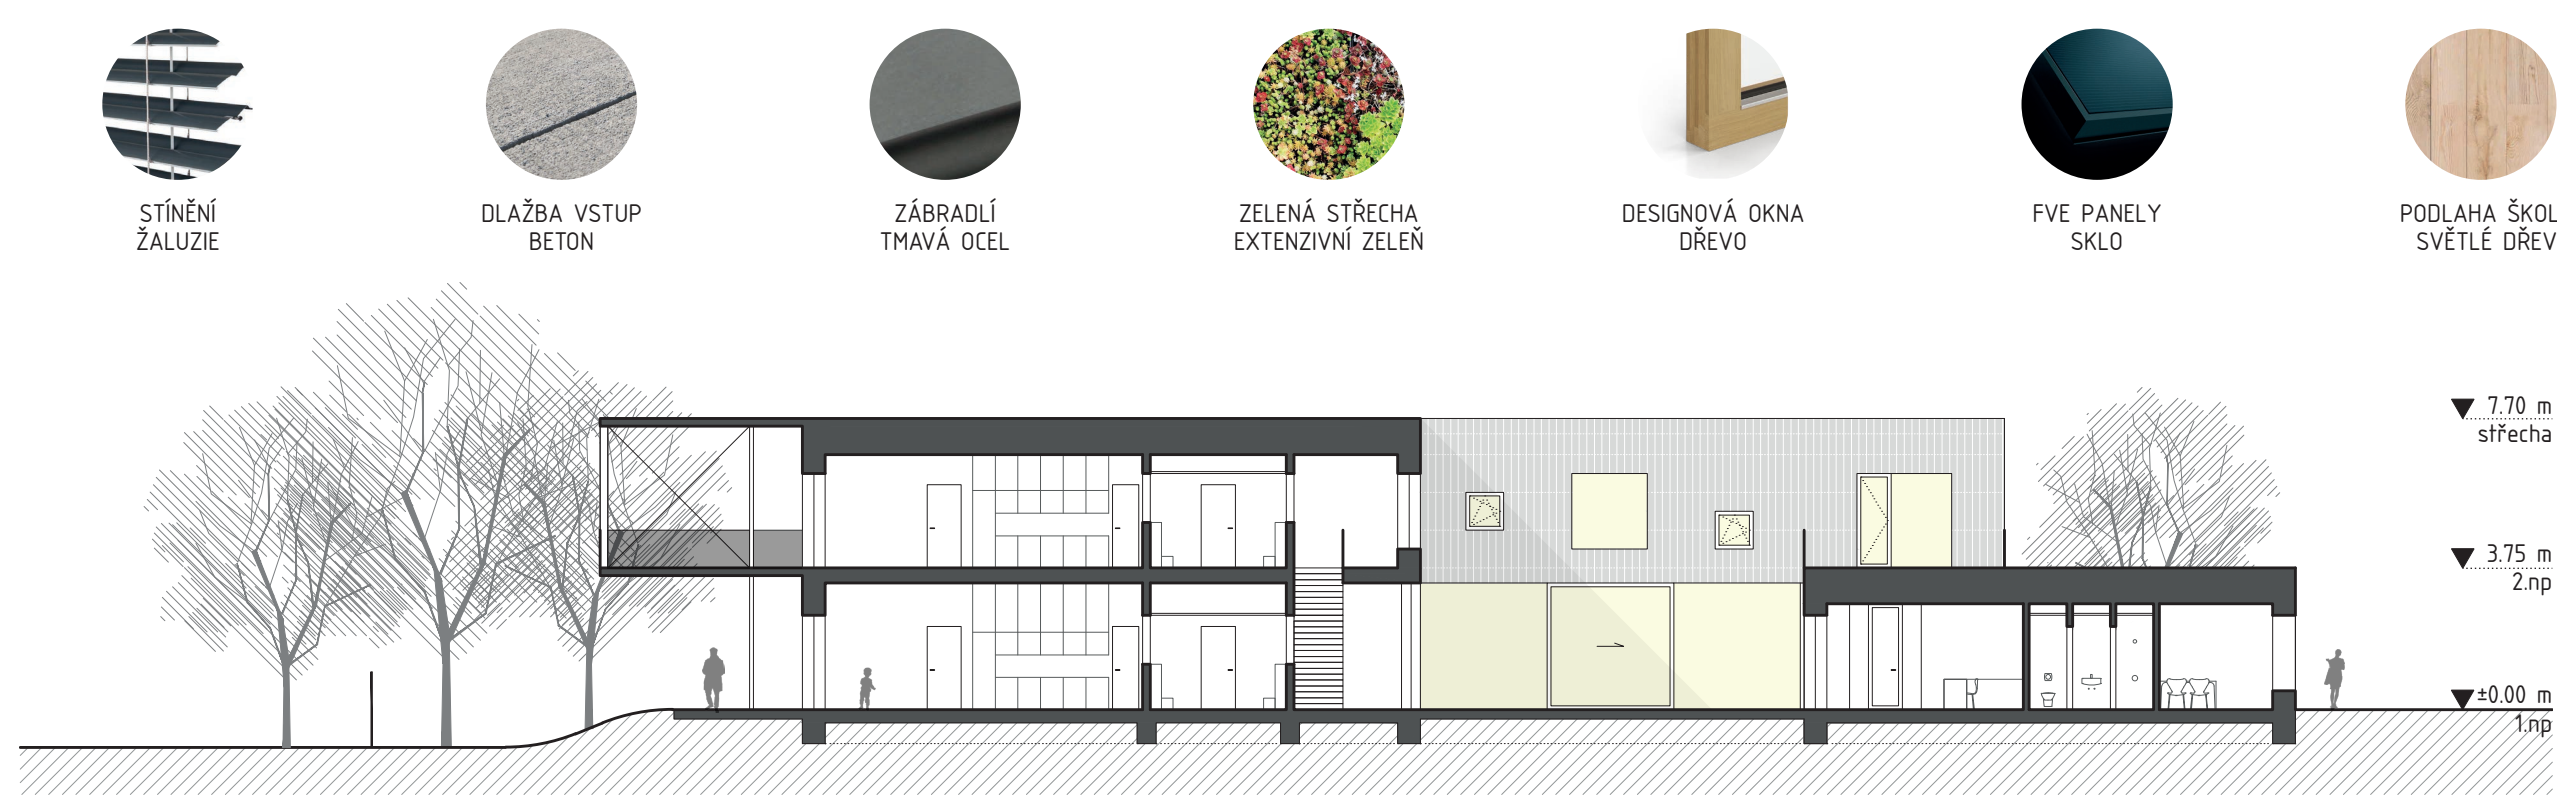 STÍNĚNÍ
ŽALUZIE
DLAŽBA VSTUP
BETON
ZÁBRADLÍ
TMAVÁ OCEL
ZELENÁ STŘECHA
EXTENZIVNÍ ZELEŇ
DESIGNOVÁ OKNA
DŘEVO
FVE PANELY
SKLO
PODLAHA ŠKOL
SVĚTLÉ DŘEV
7.70 m
střecha
3.75 m
2.np
±0.00 m
1.np